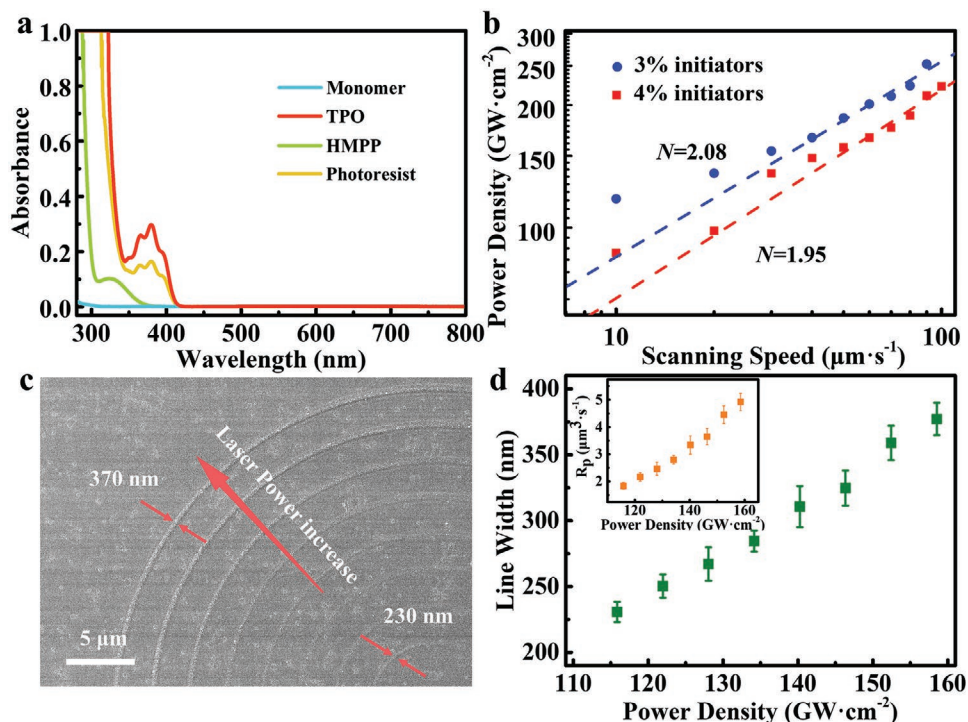 a
Absorbance
1.0
0.8
0.6
0.4
0.2
0.0
Monomer
TPO
HMPP
Photoresist
300 400 500 600 700 800
Wavelength (nm)
b
Power Density (GW·cm⁻²)
300
250
200
150
100
3% initiators
4% initiators
N=2.08
N=1.95
10 100
Scanning Speed (μm·s⁻¹)
c
Laser Power increase
370 nm
230 nm
5 μm
d
Line Width (nm)
400
350
300
250
200
Rp (μm³·s⁻¹)
5
4
3
2
120 140 160
Power Density (GW·cm⁻²)
110 120 130 140 150 160
Power Density (GW·cm⁻²)